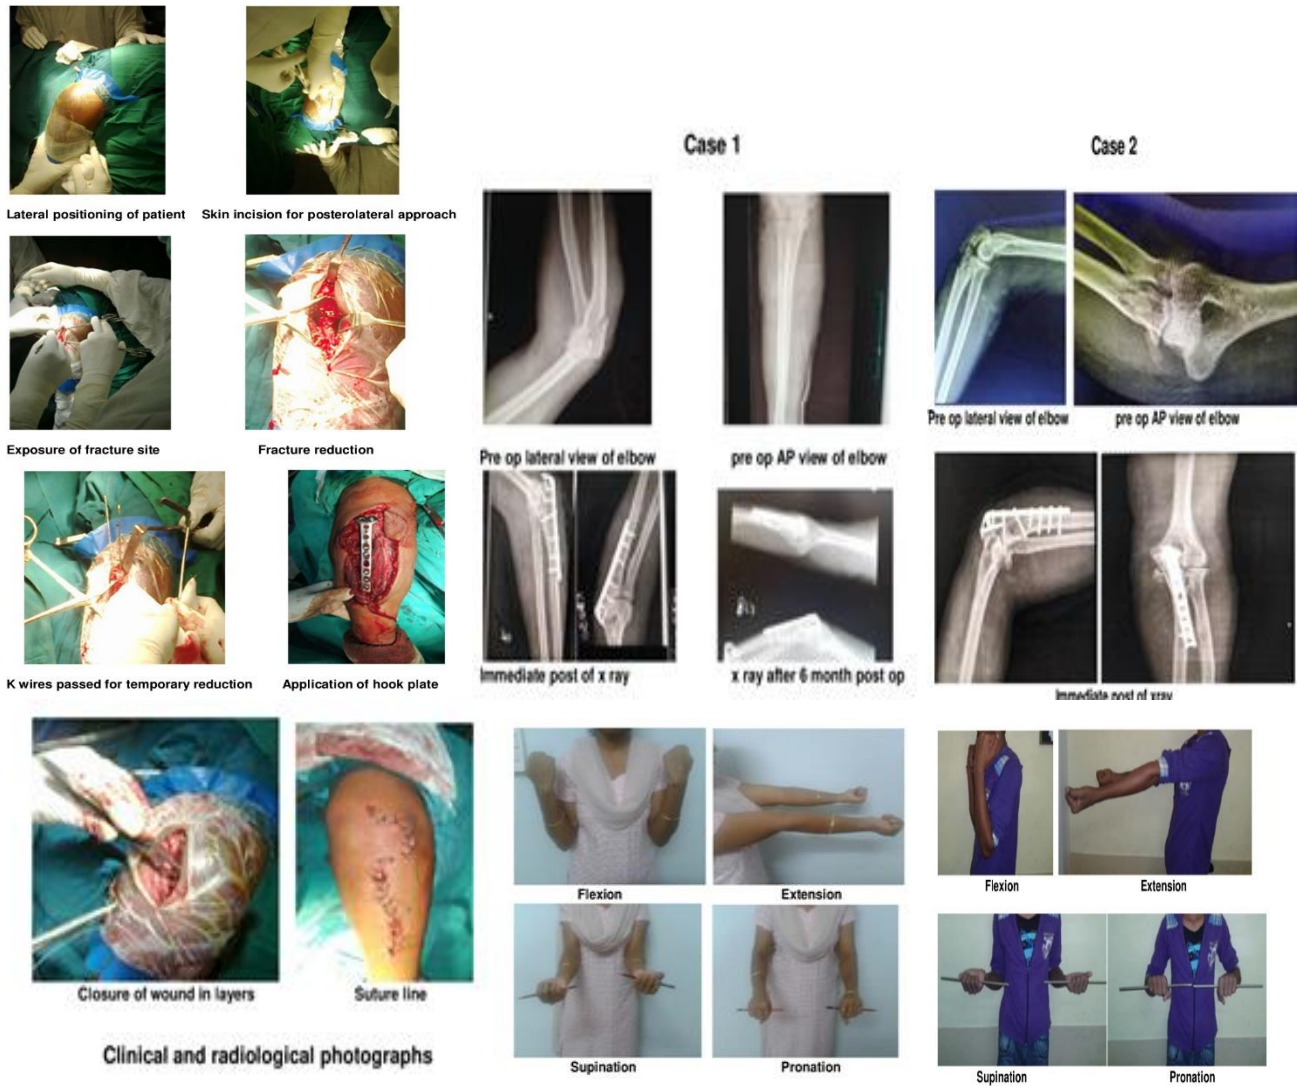 Lateral positioning of patient
Skin incision for posterolateral approach
Exposure of fracture site
Fracture reduction
K wires passed for temporary reduction
Application of hook plate
Closure of wound in layers
Suture line
Clinical and radiological photographs
Case 1
Pre op lateral view of elbow
pre op AP view of elbow
Immediate post of x ray
x ray after 6 month post op
Flexion
Extension
Supination
Pronation
Case 2
Pre op lateral view of elbow
pre op AP view of elbow
Immediate post of xray
Flexion
Extension
Supination
Pronation